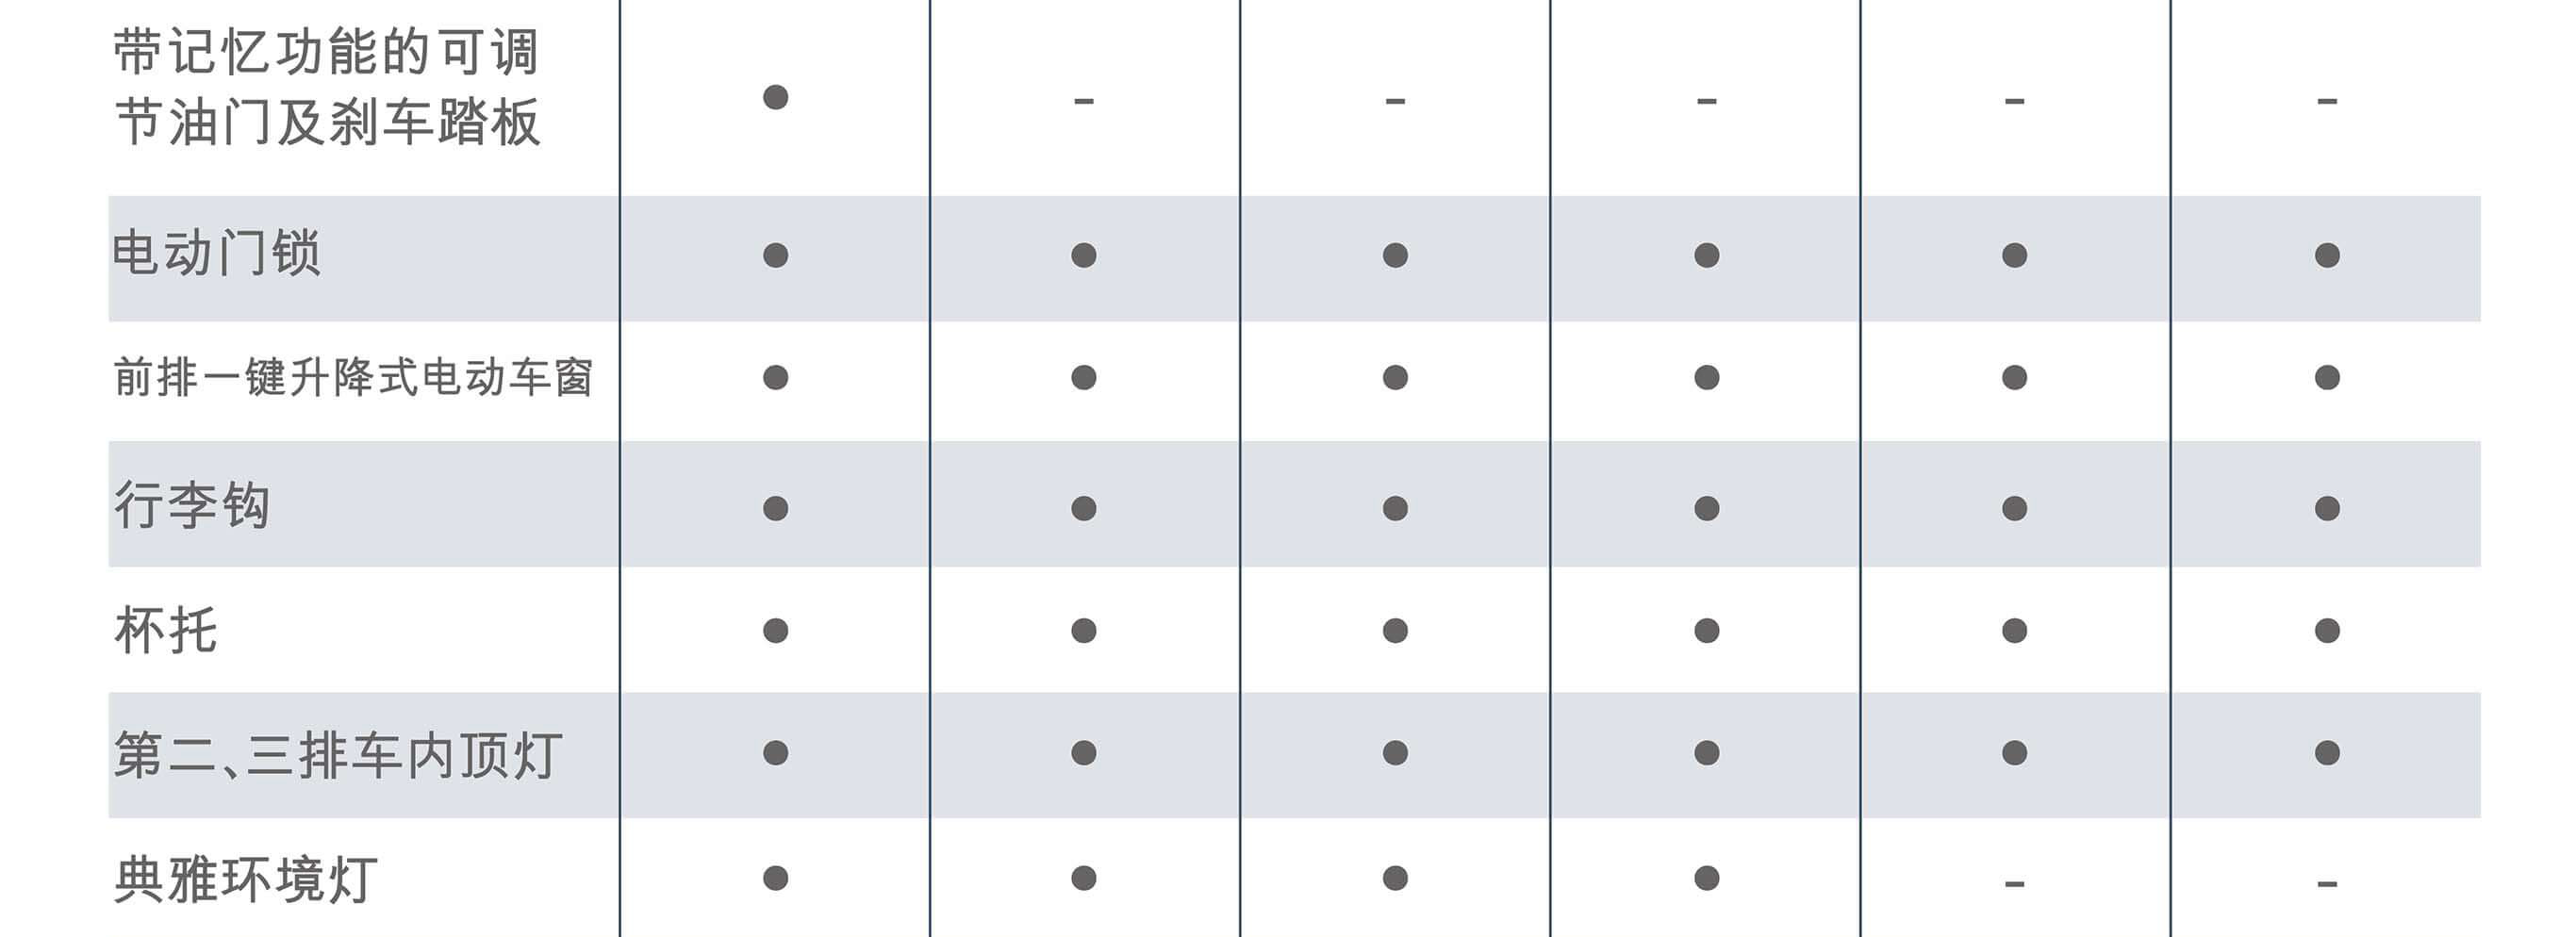 带记忆功能的可调
节油门及刹车踏板 ● - - - - -
电动门锁 ● ● ● ● ● ●
前排一键升降式电动车窗 ● ● ● ● ● ●
行李钩 ● ● ● ● ● ●
杯托 ● ● ● ● ● ●
第二、三排车内顶灯 ● ● ● ● ● ●
典雅环境灯 ● ● ● ● - -